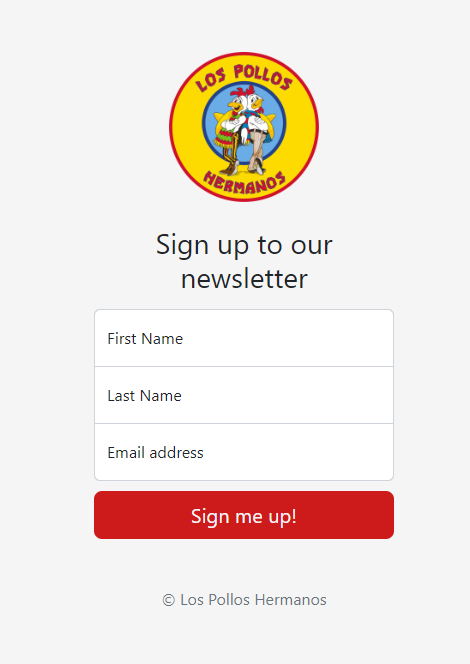 LOS POLLOS
HERMANOS
Sign up to our
newsletter
First Name
Last Name
Email address
Sign me up!
© Los Pollos Hermanos